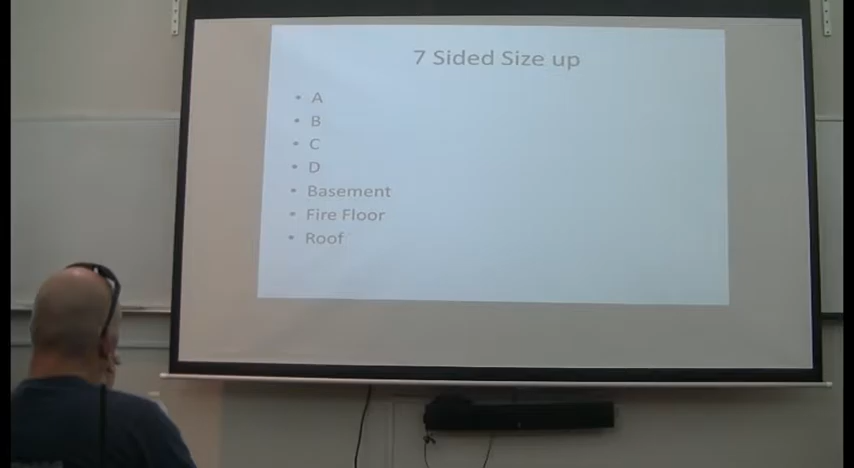 7 Sided Size up
• A
• B
• C
• D
• Basement
• Fire Floor
• Roof